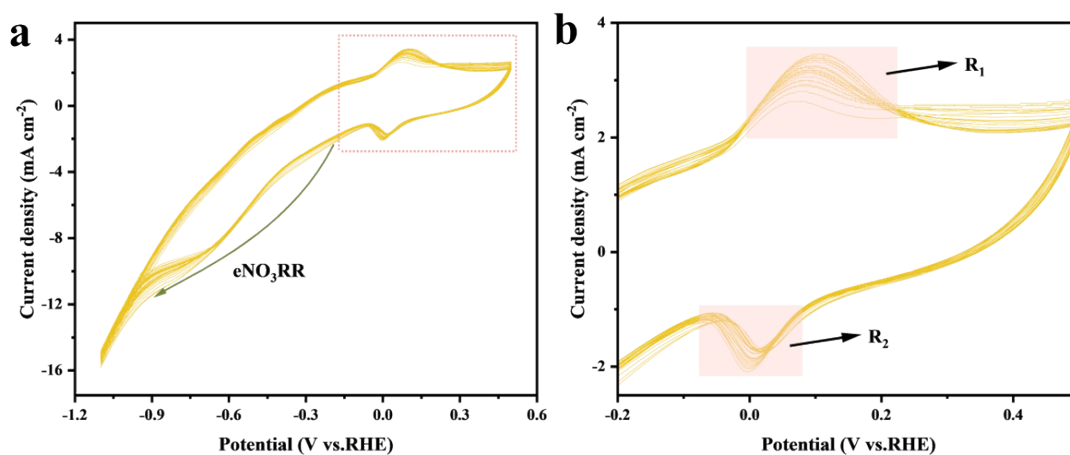 a
4
0
-4
-8
-12
-16
-1.2
-0.9
-0.6
-0.3
0.0
0.3
0.6
Current density (mA cm⁻²)
Potential (V vs.RHE)
eNO₃RR
b
4
2
0
-2
-0.2
0.0
0.2
0.4
Current density (mA cm⁻²)
Potential (V vs.RHE)
R₁
R₂